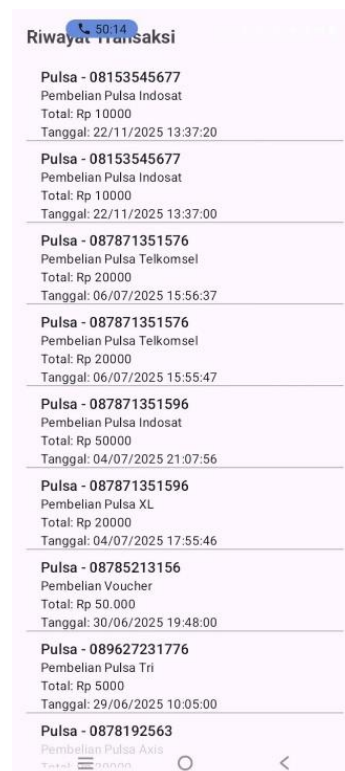 50:14
Riwayat Transaksi
Pulsa - 08153545677
Pembelian Pulsa Indosat
Total: Rp 10000
Tanggal: 22/11/2025 13:37:20
Pulsa - 08153545677
Pembelian Pulsa Indosat
Total: Rp 10000
Tanggal: 22/11/2025 13:37:00
Pulsa - 087871351576
Pembelian Pulsa Telkomsel
Total: Rp 20000
Tanggal: 06/07/2025 15:56:37
Pulsa - 087871351576
Pembelian Pulsa Telkomsel
Total: Rp 20000
Tanggal: 06/07/2025 15:55:47
Pulsa - 087871351596
Pembelian Pulsa Indosat
Total: Rp 50000
Tanggal: 04/07/2025 21:07:56
Pulsa - 087871351596
Pembelian Pulsa XL
Total: Rp 20000
Tanggal: 04/07/2025 17:55:46
Pulsa - 08785213156
Pembelian Voucher
Total: Rp 50.000
Tanggal: 30/06/2025 19:48:00
Pulsa - 089627231776
Pembelian Pulsa Tri
Total: Rp 5000
Tanggal: 29/06/2025 10:05:00
Pulsa - 0878192563
Pembelian Pulsa Axis
Total: